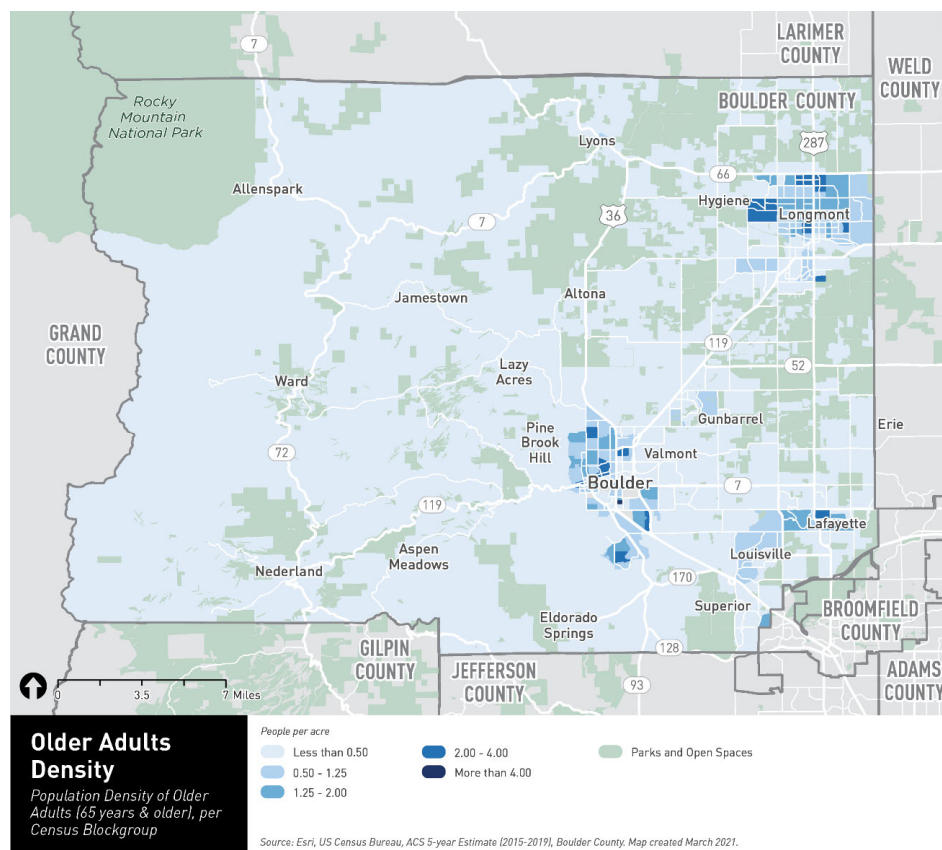 LARIMER
COUNTY
WELD
COUNTY
7
Rocky
Mountain
National Park
BOULDER COUNTY
Lyons
287
66
Allenspark
Hygiene
Longmont
36
7
Jamestown
Altona
GRAND
COUNTY
119
52
Lazy
Acres
Ward
Gunbarrel
Erie
Pine
Brook
Hill
72
Valmont
Boulder
7
119
Lafayette
Aspen
Meadows
Louisville
Nederland
170
Superior
BROOMFIELD
COUNTY
Eldorado
Springs
GILPIN
COUNTY
128
JEFFERSON
COUNTY
ADAMS
COUNTY
93
0
3.5
7 Miles
Older Adults
Density
Population Density of Older
Adults (65 years & older), per
Census Blockgroup
People per acre
Less than 0.50
0.50 - 1.25
1.25 - 2.00
2.00 - 4.00
More than 4.00
Parks and Open Spaces
Source: Esri, US Census Bureau, ACS 5-year Estimate (2015-2019), Boulder County. Map created March 2021.